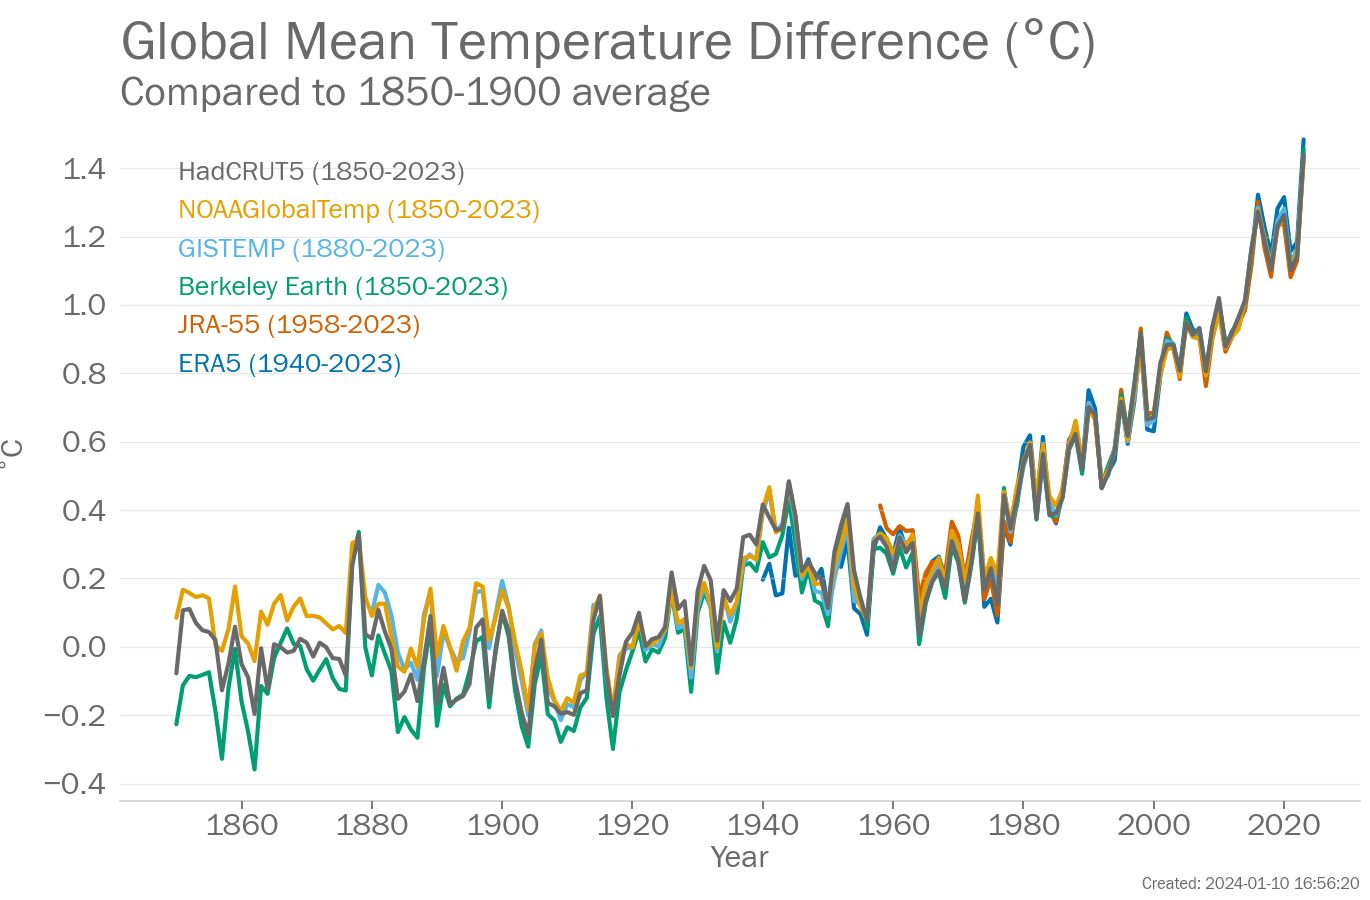 Global Mean Temperature Difference (°C)
Compared to 1850-1900 average
HadCRUT5 (1850-2023)
NOAAGlobalTemp (1850-2023)
GISTEMP (1880-2023)
Berkeley Earth (1850-2023)
JRA-55 (1958-2023)
ERA5 (1940-2023)
1.4
1.2
1.0
0.8
0.6
0.4
0.2
0.0
−0.2
−0.4
°C
1860 1880 1900 1920 1940 1960 1980 2000 2020
Year
Created: 2024-01-10 16:56:20